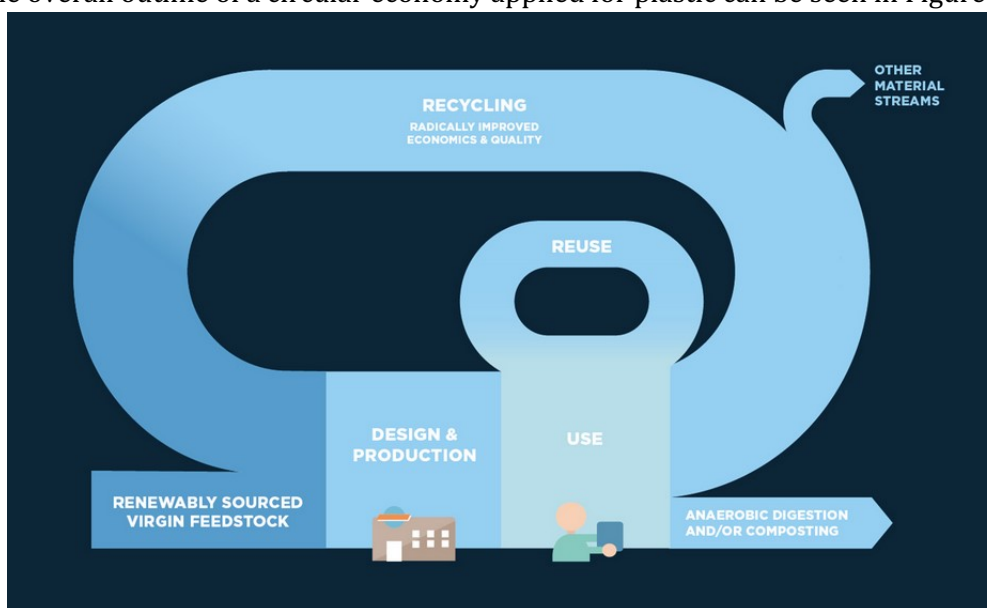 overall outline of a circular economy applied for plastic can be seen in Figure
OTHER
MATERIAL
STREAMS
RECYCLING
RADICALLY IMPROVED
ECONOMICS & QUALITY
REUSE
DESIGN &
PRODUCTION
USE
RENEWABLY SOURCED
VIRGIN FEEDSTOCK
ANAEROBIC DIGESTION
AND/OR COMPOSTING